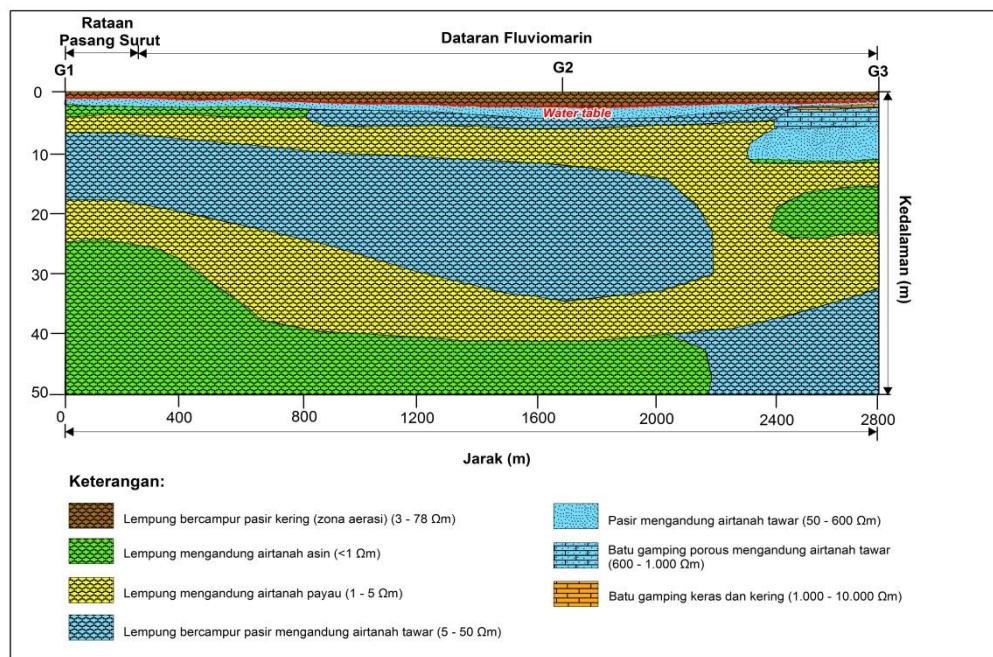 Rataan
Pasang Surut
Dataran Fluviomarin
G1
G2
G3
0
10
20
30
40
50
Water table
Kedalaman (m)
0
400
800
1200
1600
2000
2400
2800
Jarak (m)
Keterangan:
Lempung bercampur pasir kering (zona aerasi) (3 - 78 Ωm)
Lempung mengandung airtanah asin (<1 Ωm)
Lempung mengandung airtanah payau (1 - 5 Ωm)
Lempung bercampur pasir mengandung airtanah tawar (5 - 50 Ωm)
Pasir mengandung airtanah tawar (50 - 600 Ωm)
Batu gamping porous mengandung airtanah tawar
(600 - 1.000 Ωm)
Batu gamping keras dan kering (1.000 - 10.000 Ωm)